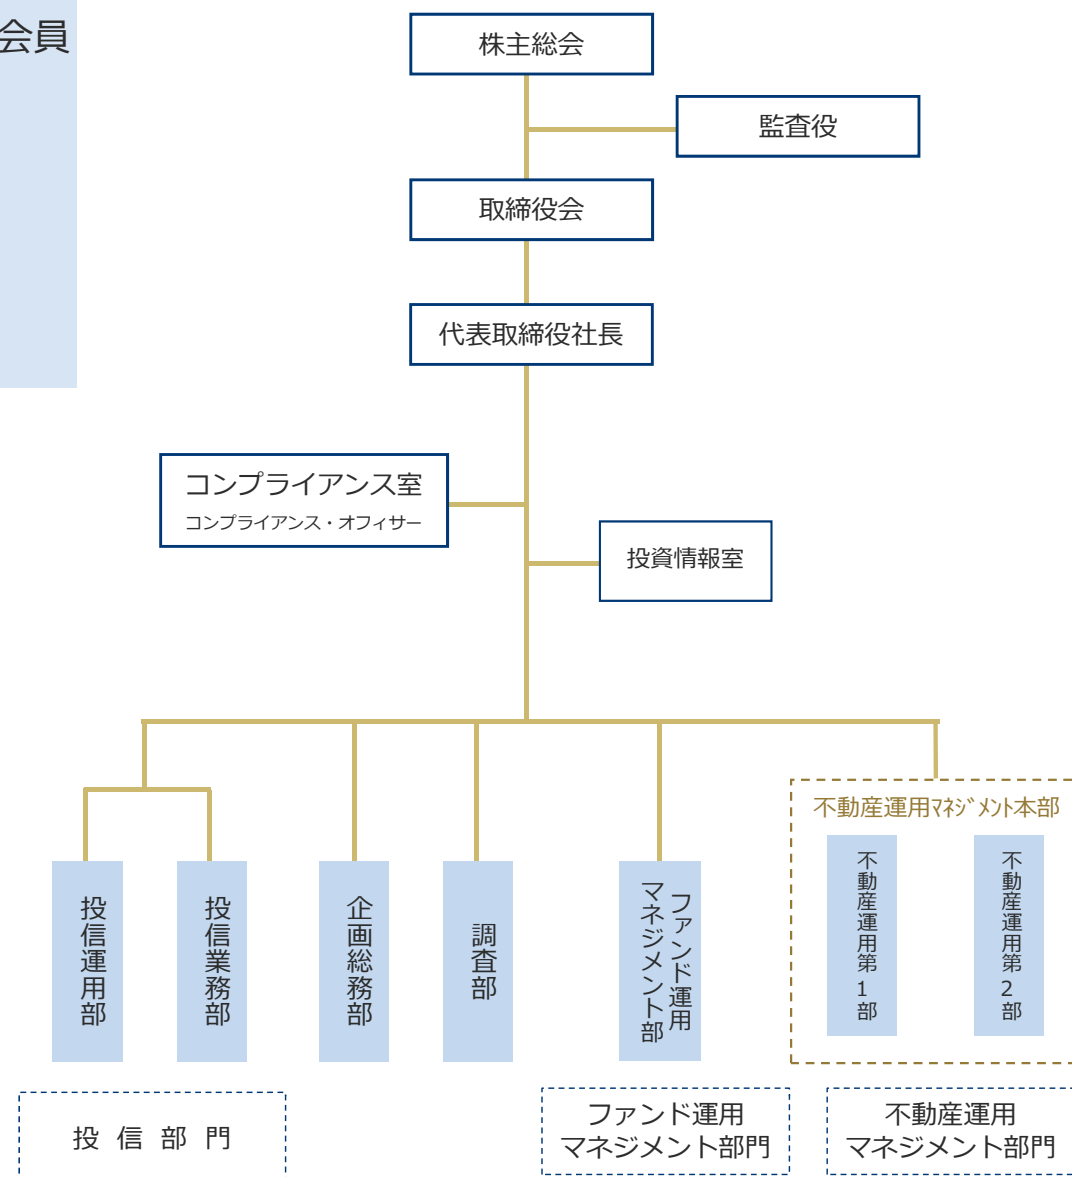 会員
株主総会
監査役
取締役会
代表取締役社長
コンプライアンス室
コンプライアンス・オフィサー
投資情報室
不動産運用ﾏﾈｼﾞﾒﾝﾄ本部
投信運用部
投信業務部
企画総務部
調査部
ファンド運用
マネジメント部
不動産運用第1部
不動産運用第2部
投信部門
ファンド運用
マネジメント部門
不動産運用
マネジメント部門